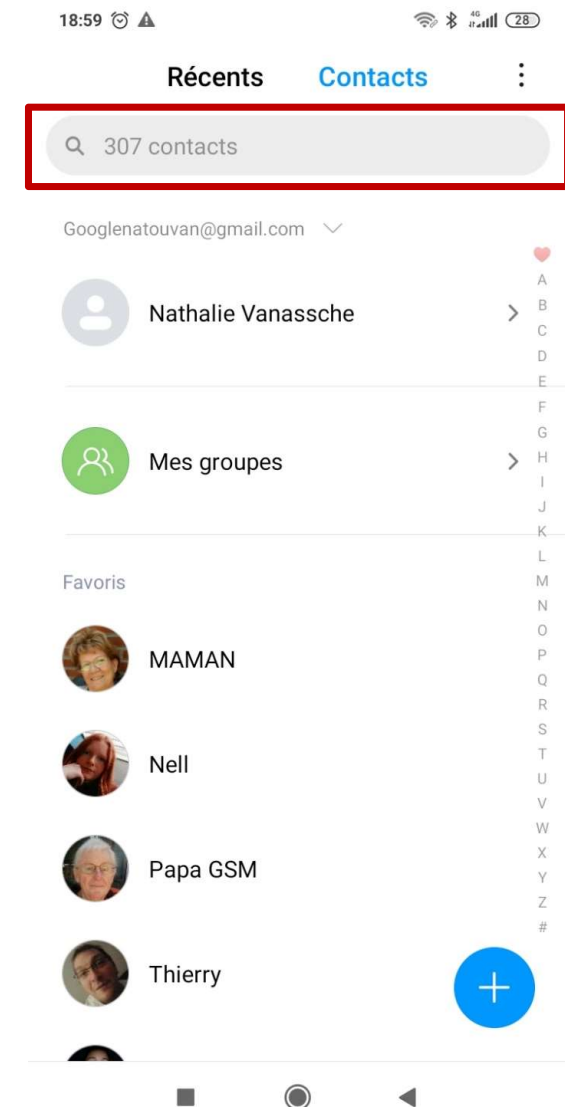 18:59 4G 28
Récents Contacts
307 contacts
Googlenatouvan@gmail.com
Nathalie Vanassche
Mes groupes
Favoris
MAMAN
Nell
Papa GSM
Thierry
A
B
C
D
E
F
G
H
I
J
K
L
M
N
O
P
Q
R
S
T
U
V
W
X
Y
Z
#